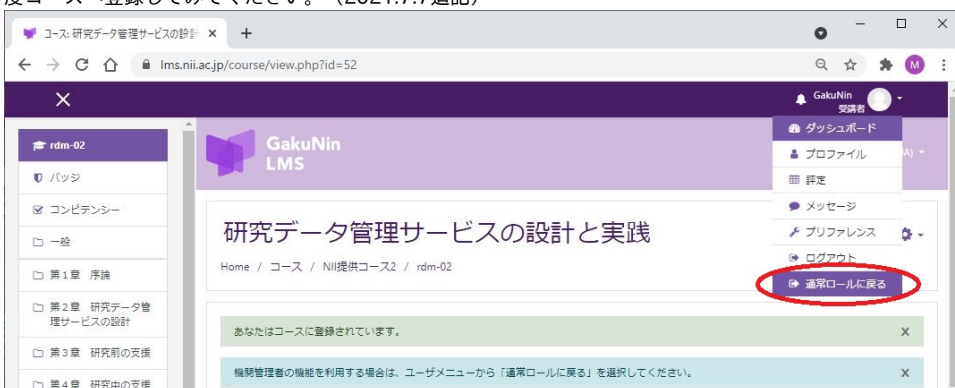 度コースへ登録してみてください。（2021.7.7追記）
コース: 研究データ管理サービスの設計
lms.nii.ac.jp/course/view.php?id=52
M
GakuNin
受講者
rdm-02
バッジ
コンピテンシー
一般
第1章 序論
第2章 研究データ管
理サービスの設計
第3章 研究前の支援
第4章 研究中の支援
GakuNin
LMS
ダッシュボード
プロファイル
評定
メッセージ
プリファレンス
ログアウト
通常ロールに戻る
研究データ管理サービスの設計と実践
Home / コース / NII提供コース2 / rdm-02
あなたはコースに登録されています。
機関管理者の機能を利用する場合は、ユーザメニューから「通常ロールに戻る」を選択してください。